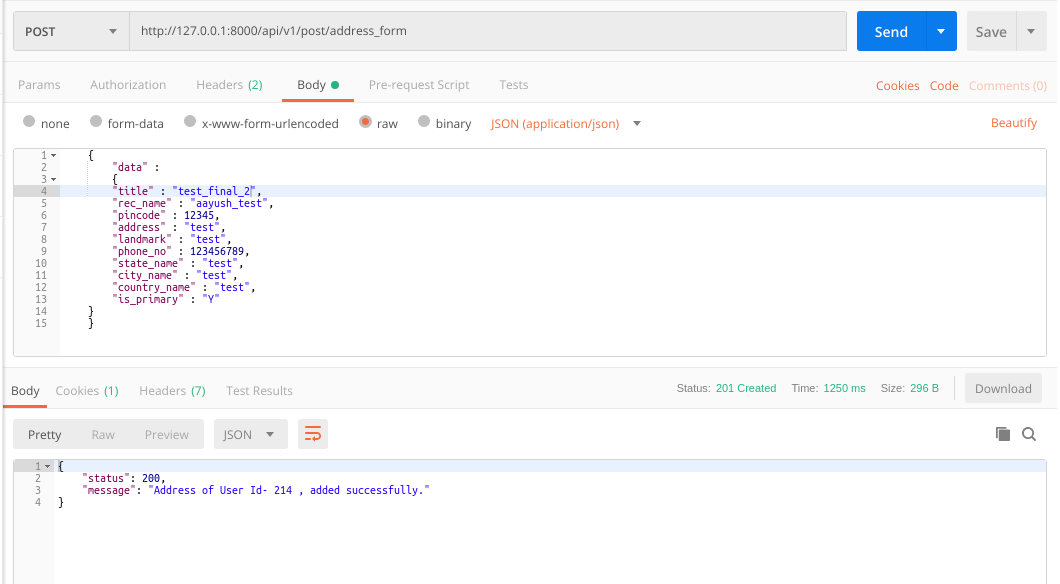 POST http://127.0.0.1:8000/api/v1/post/address_form Send Save
Params Authorization Headers (2) Body Pre-request Script Tests Cookies Code Comments (0)
none form-data x-www-form-urlencoded raw binary JSON (application/json) Beautify
1 {
2 "data" :
3 {
4 "title" : "test_final_2",
5 "rec_name" : "aayush_test",
6 "pincode" : 12345,
7 "address" : "test",
8 "landmark" : "test",
9 "phone_no" : 123456789,
10 "state_name" : "test",
11 "city_name" : "test",
12 "country_name" : "test",
13 "is_primary" : "Y"
14 }
15 }
Body Cookies (1) Headers (7) Test Results Status: 201 Created Time: 1250 ms Size: 296 B Download
Pretty Raw Preview JSON
1 {
2 "status": 200,
3 "message": "Address of User Id- 214 , added successfully."
4 }